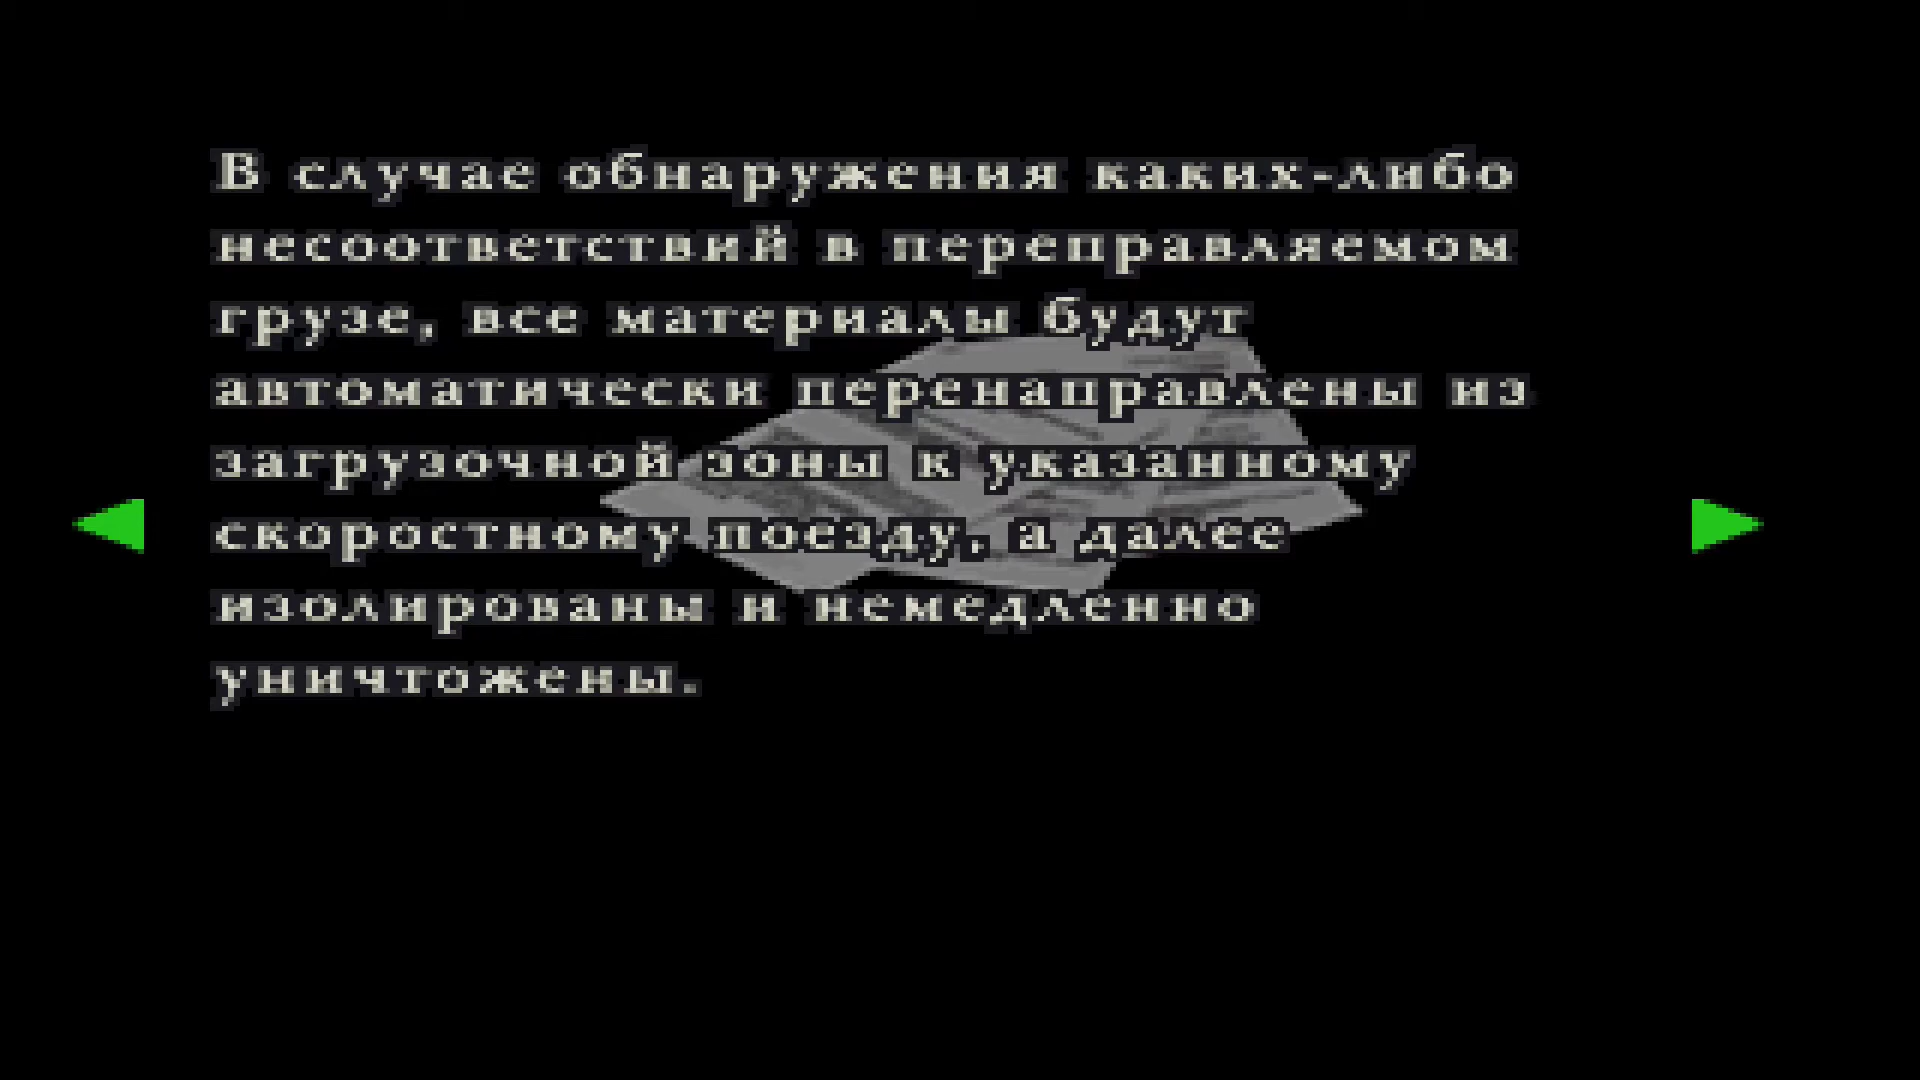 В случае обнаружения каких-либо
несоответствий в переправляемом
грузе, все материалы будут
автоматически перенаправлены из
загрузочной зоны к указанному
скоростному поезду, а далее
изолированы и немедленно
уничтожены.